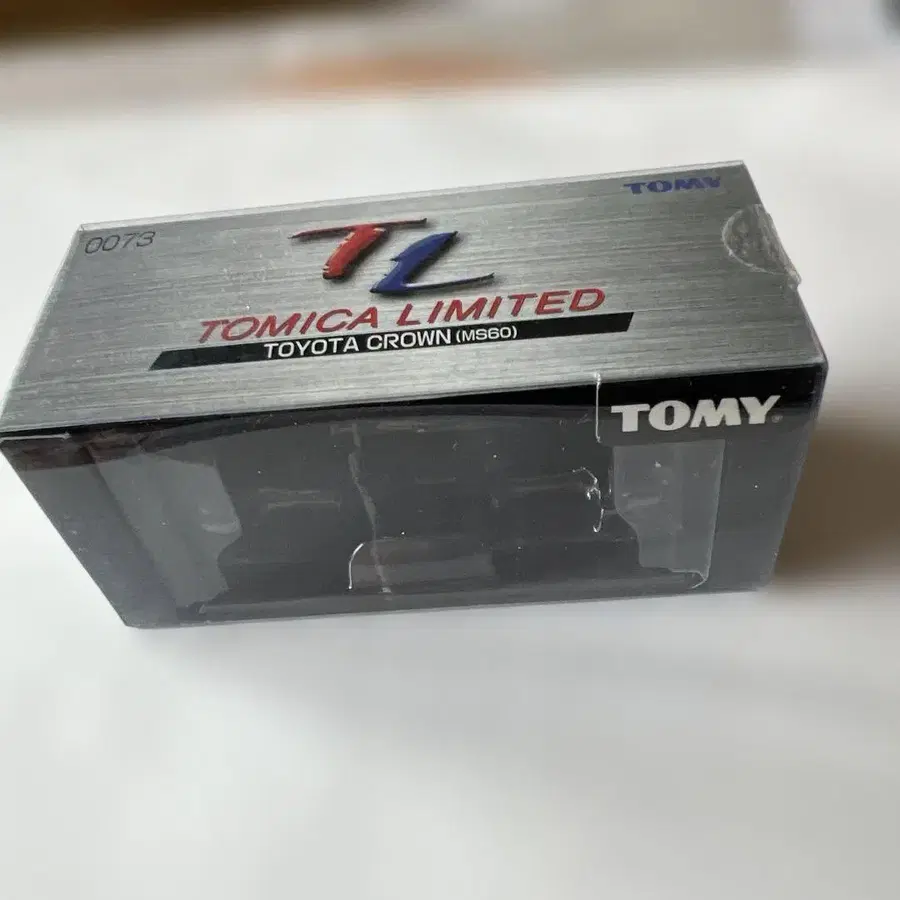 0073
TOMY
TL
TOMICA LIMITED
TOYOTA CROWN (MS60)
TOMY